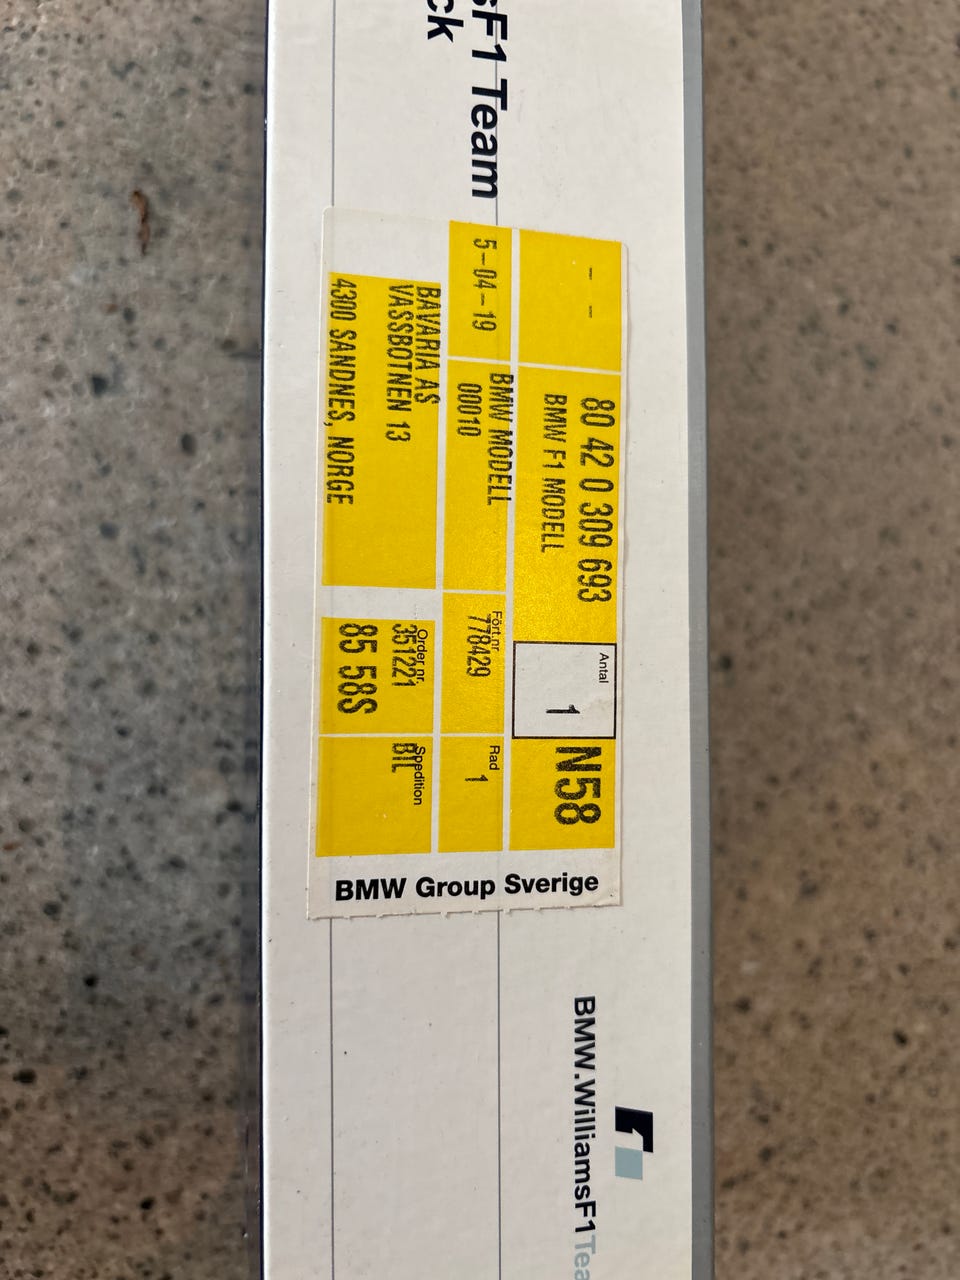 sF1 Team
ck
- -
80 42 0 309 693
BMW F1 MODELL
Antal
1
N58
5-04-19
BMW MODELL
00010
Fört.nr
778429
Rad
1
BAVARIA AS
VASSBOTNEN 13
4300 SANDNES, NORGE
Order nr.
351221
85 58S
Spedition
BIL
BMW Group Sverige
BMW.WilliamsF1Tea